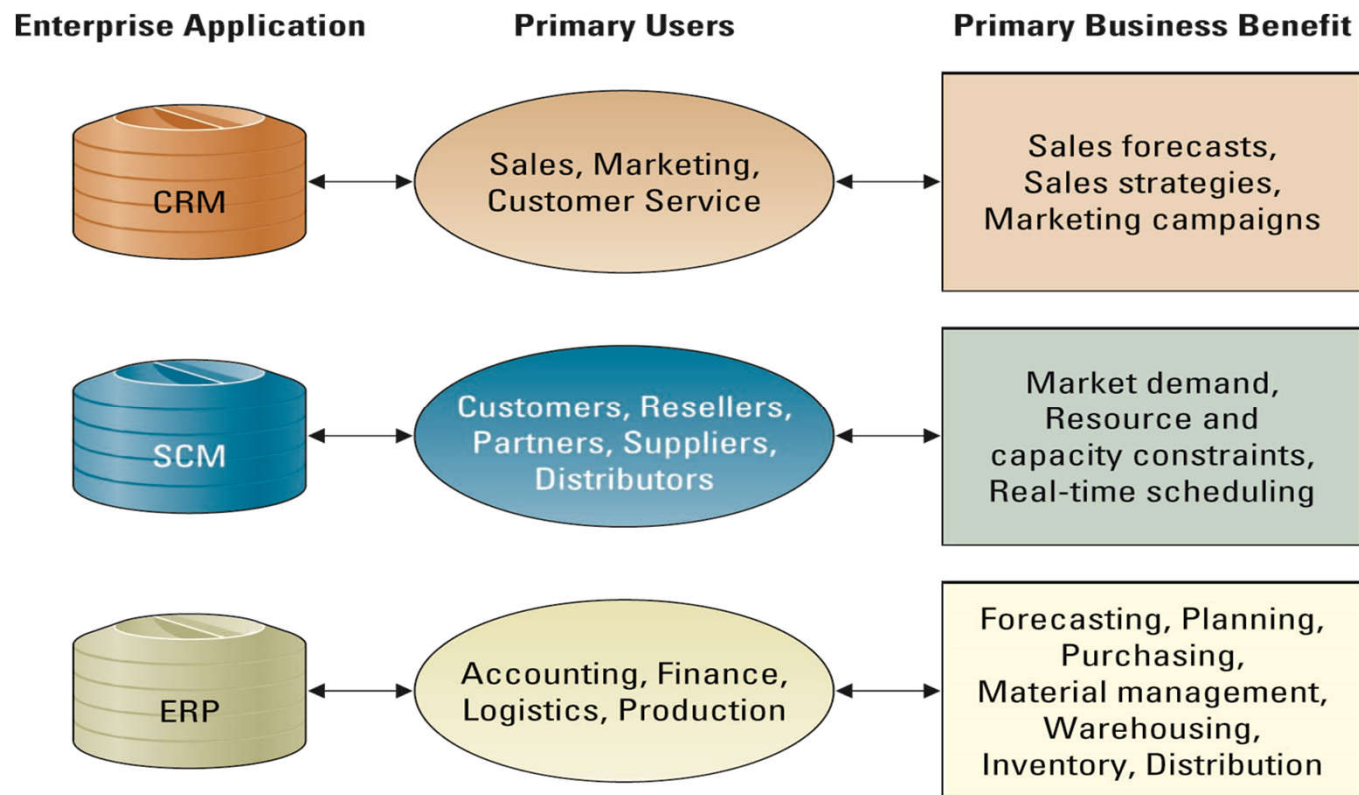 Enterprise Application
Primary Users
Primary Business Benefit
CRM
Sales, Marketing,
Customer Service
Sales forecasts,
Sales strategies,
Marketing campaigns
SCM
Customers, Resellers,
Partners, Suppliers,
Distributors
Market demand,
Resource and
capacity constraints,
Real-time scheduling
ERP
Accounting, Finance,
Logistics, Production
Forecasting, Planning,
Purchasing,
Material management,
Warehousing,
Inventory, Distribution